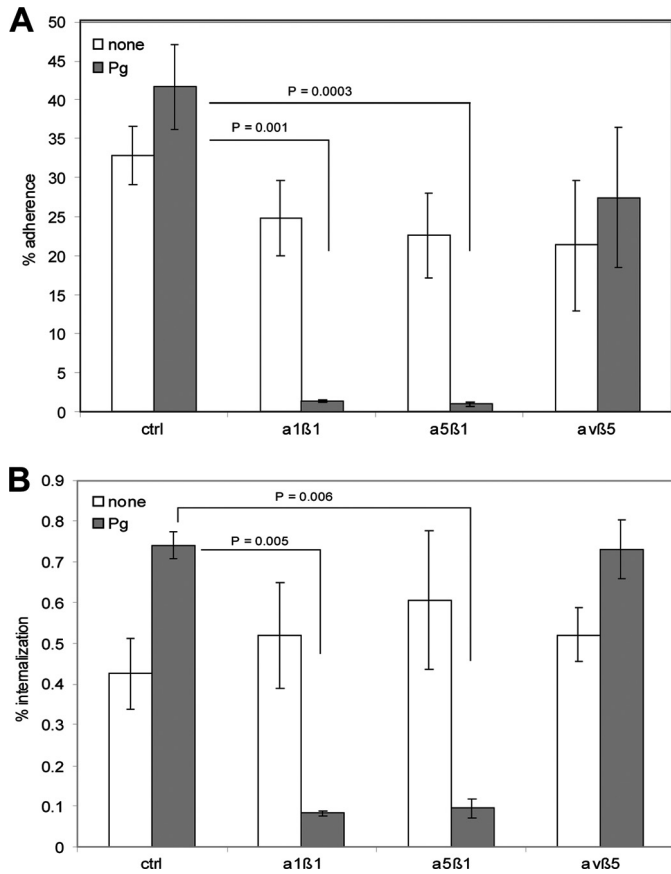 A
50
45
40
35
30
25
20
15
10
5
0
% adherence
none
Pg
P = 0.0003
P = 0.001
ctrl a1ß1 a5ß1 avß5
B
0.9
0.8
0.7
0.6
0.5
0.4
0.3
0.2
0.1
0
% internalization
none
Pg
P = 0.006
P = 0.005
ctrl a1ß1 a5ß1 avß5